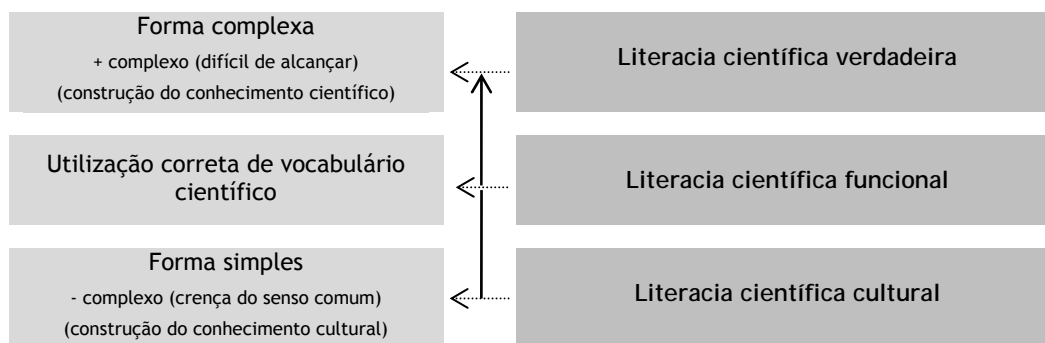 Forma complexa
+ complexo (difícil de alcançar)
(construção do conhecimento científico)
Literacia científica verdadeira
Utilização correta de vocabulário
científico
Literacia científica funcional
Forma simples
- complexo (crença do senso comum)
(construção do conhecimento cultural)
Literacia científica cultural